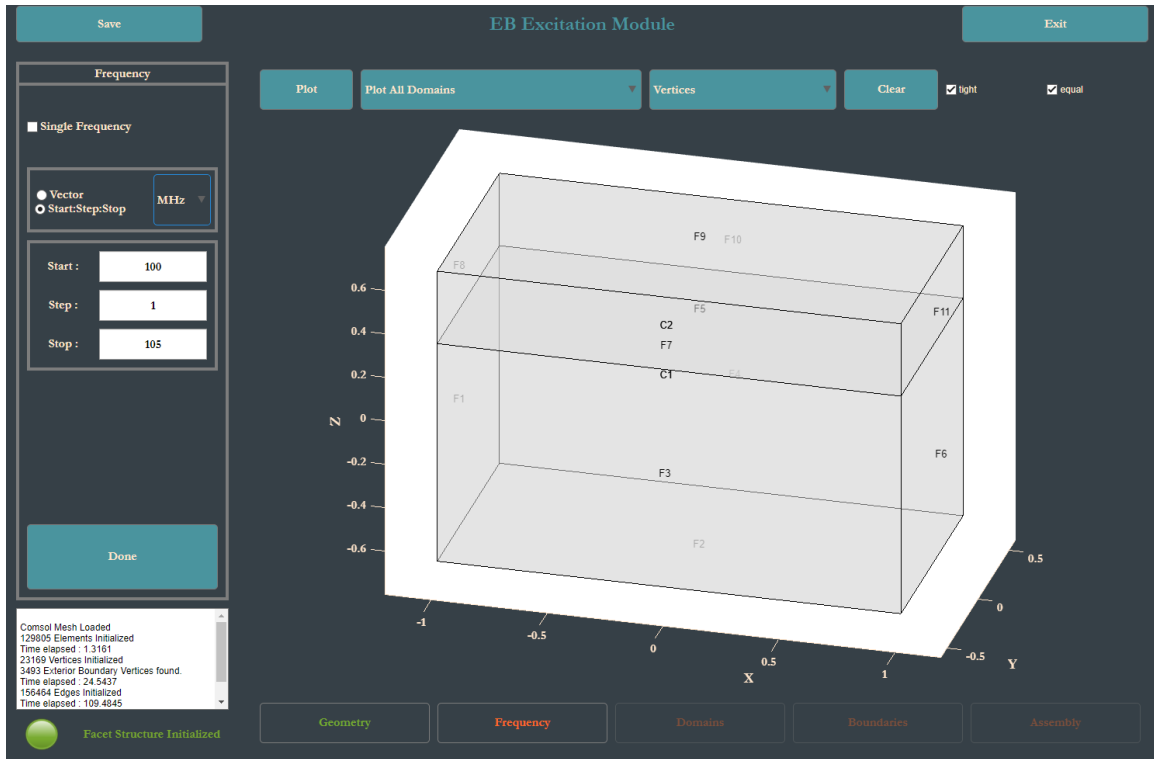 Save
EB Excitation Module
Exit
Frequency
Plot
Plot All Domains
Vertices
Clear
tight
equal
Single Frequency
Vector
Start:Step:Stop
MHz
Start :
100
Step :
1
Stop :
105
Done
F9
F10
F8
F5
F11
C2
F7
C1
F4
F1
F6
F3
F2
0.6
0.4
0.2
0
-0.2
-0.4
-0.6
Z
-1
-0.5
0
0.5
1
X
-0.5
0
0.5
Y
Comsol Mesh Loaded
129805 Elements Initialized
Time elapsed : 1.3161
23169 Vertices Initialized
3493 Exterior Boundary Vertices found.
Time elapsed : 24.5437
156464 Edges Initialized
Time elapsed : 109.4845
Facet Structure Initialized
Geometry
Frequency
Domains
Boundaries
Assembly